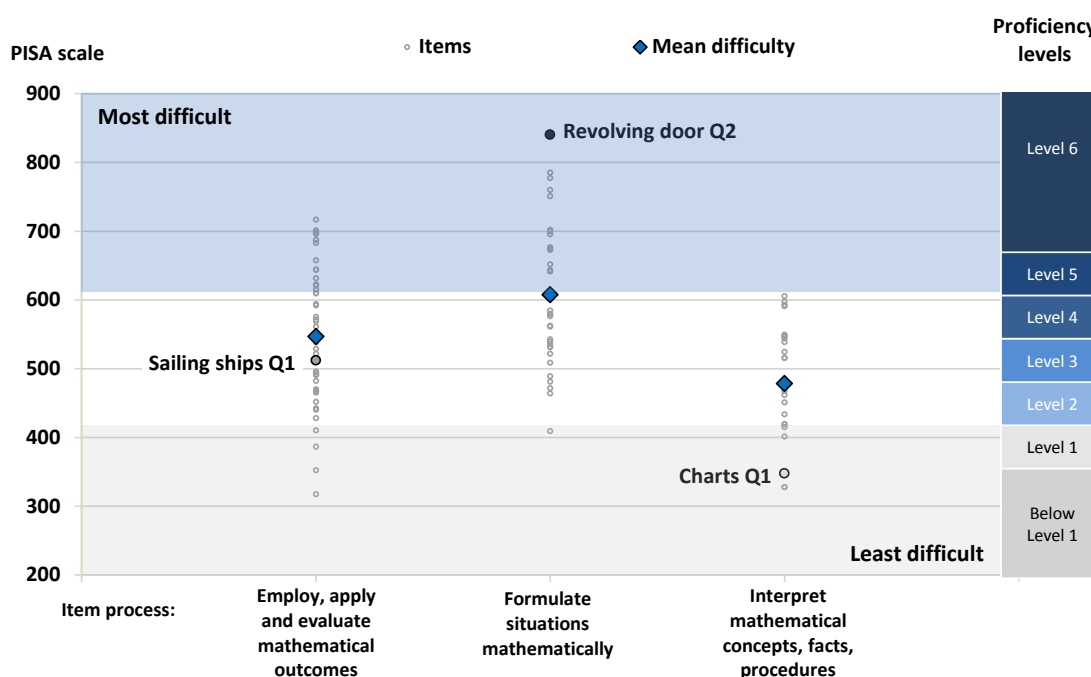 PISA scale
Items
Mean difficulty
Proficiency
levels
900
800
700
600
500
400
300
200
Most difficult
Revolving door Q2
Sailing ships Q1
Charts Q1
Least difficult
Level 6
Level 5
Level 4
Level 3
Level 2
Level 1
Below
Level 1
Item process:
Employ, apply
and evaluate
mathematical
outcomes
Formulate
situations
mathematically
Interpret
mathematical
concepts, facts,
procedures